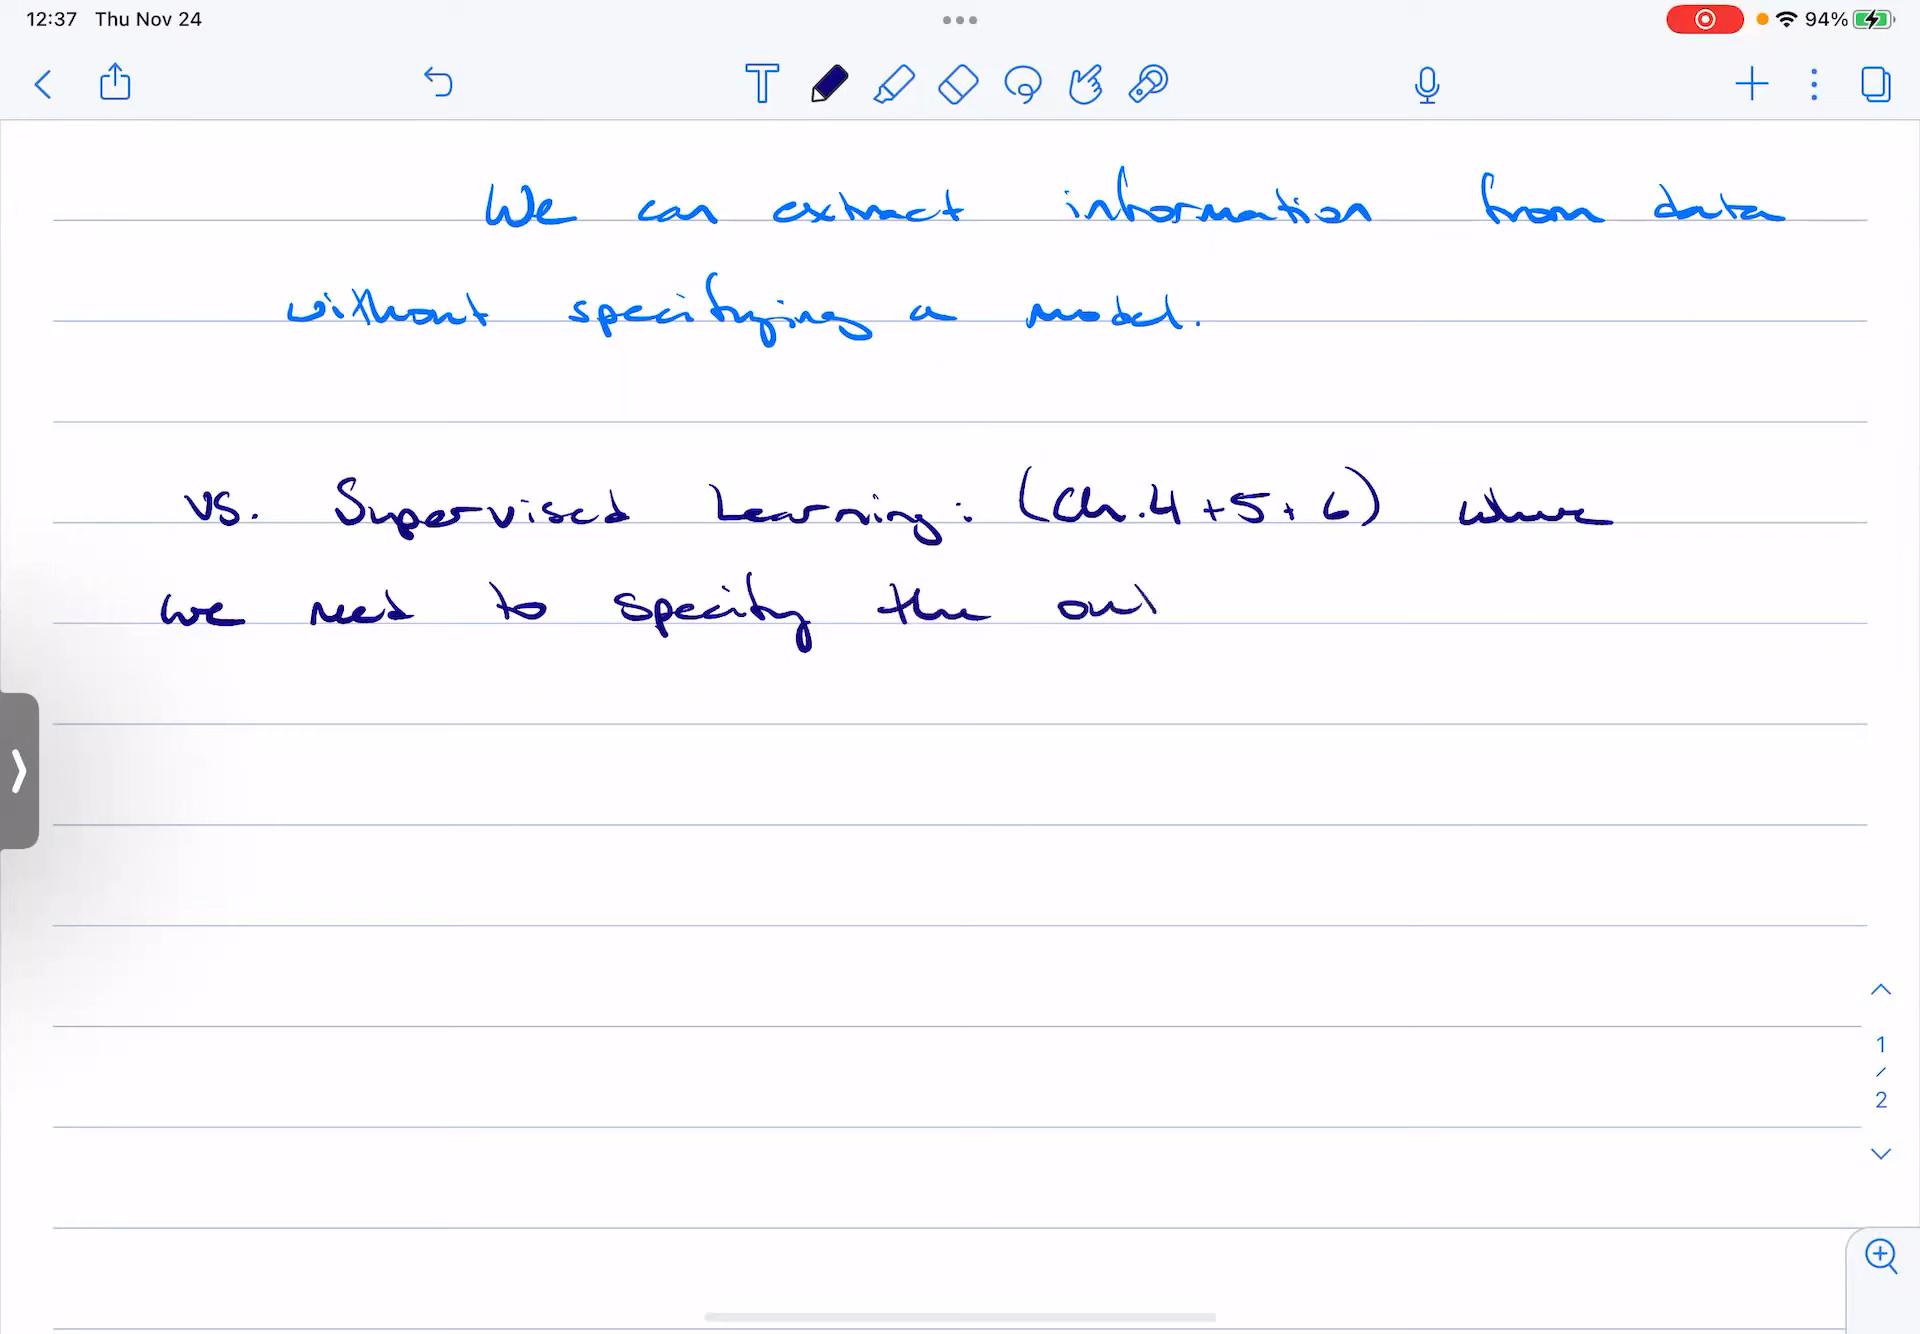 12:37 Thu Nov 24
94%
We can extract information from data
without specifying a model.
vs. Supervised Learning: (Ch. 4 + 5 + 6) where
we need to specify the out
1
/
2